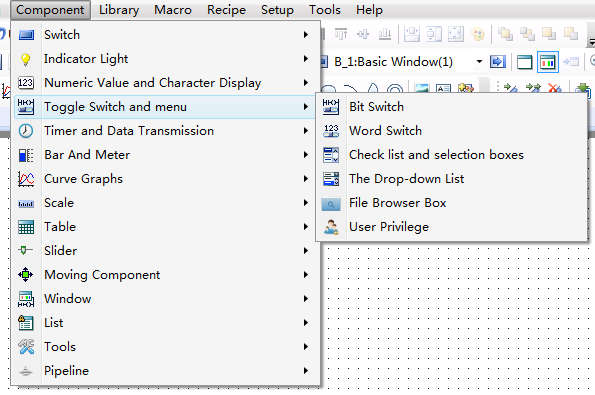 Component Library Macro Recipe Setup Tools Help
Switch
Indicator Light
B_1:Basic Window(1)
123 Numeric Value and Character Display
Toggle Switch and menu
Bit Switch
Timer and Data Transmission
123 Word Switch
Bar And Meter
Check list and selection boxes
Curve Graphs
The Drop-down List
Scale
File Browser Box
Table
User Privilege
Slider
Moving Component
Window
List
Tools
Pipeline